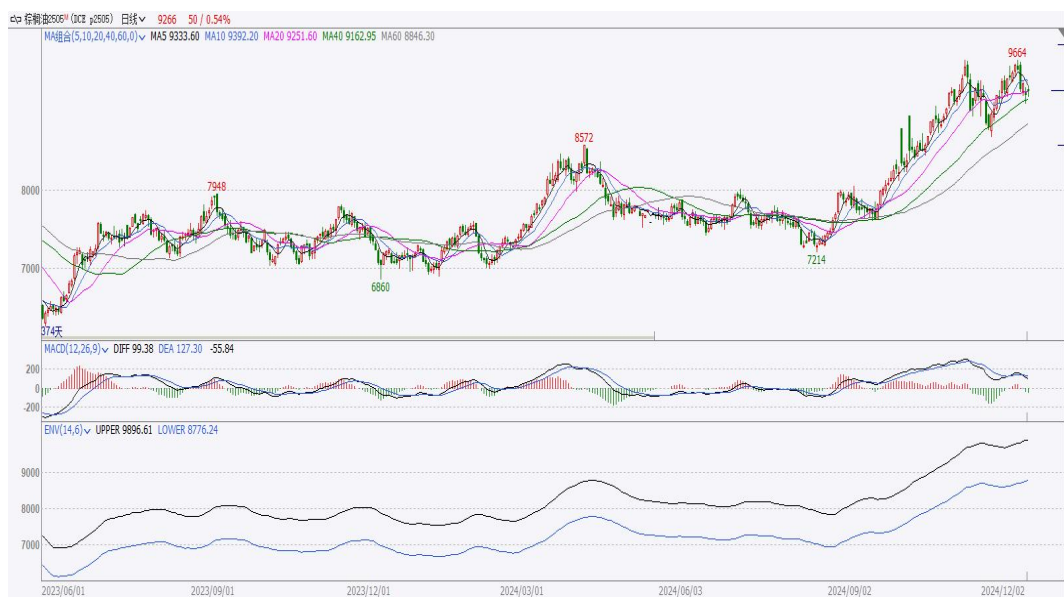 棕榈油2505ᴹ (DCE p2505) 日线 9266 50 / 0.54%
MA组合(5,10,20,40,60,0) MA5 9333.60 MA10 9392.20 MA20 9251.60 MA40 9162.95 MA60 8846.30
9664
8572
8000
7948
7214
7000
6860
374天
MACD(12,26,9) DIFF 99.38 DEA 127.30 -55.84
200
0
-200
ENV(14,6) UPPER 9896.61 LOWER 8776.24
9000
8000
7000
2023/06/01 2023/09/01 2023/12/01 2024/03/01 2024/06/03 2024/09/02 2024/12/02